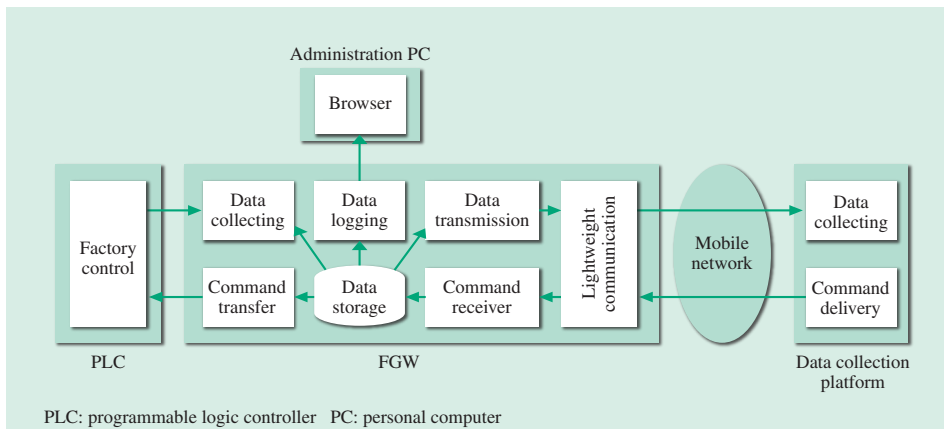 Administration PC
Browser
Factory
control
Data
collecting
Data
logging
Data
transmission
Lightweight
communication
Mobile
network
Data
collecting
Command
transfer
Data
storage
Command
receiver
Command
delivery
PLC
FGW
Data collection
platform
PLC: programmable logic controller PC: personal computer